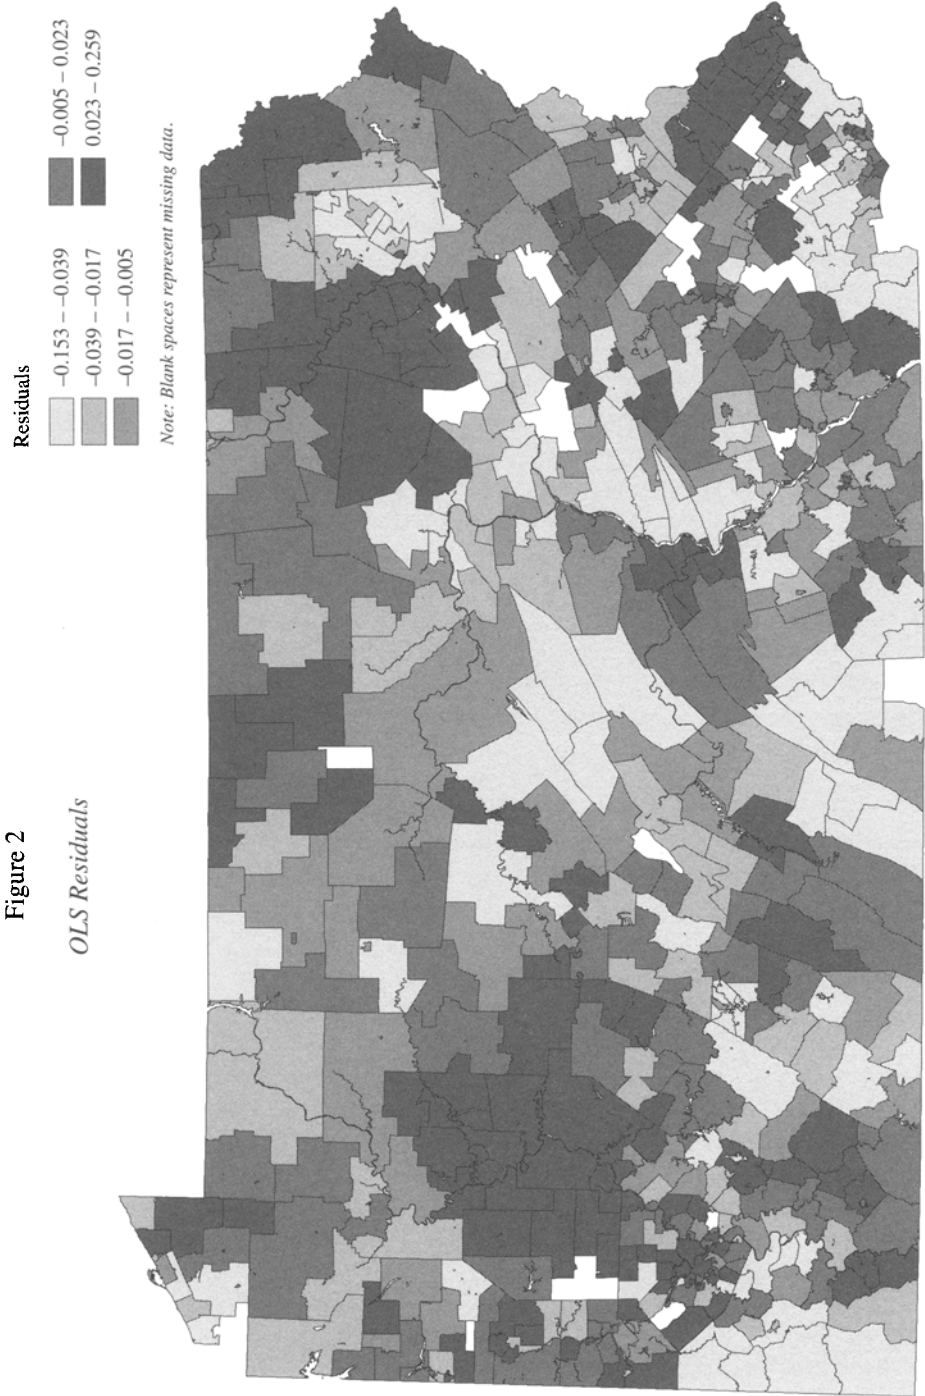 Figure 2
OLS Residuals
Residuals
−0.153 – −0.039
−0.039 – −0.017
−0.017 – −0.005
−0.005 – 0.023
0.023 – 0.259
Note: Blank spaces represent missing data.